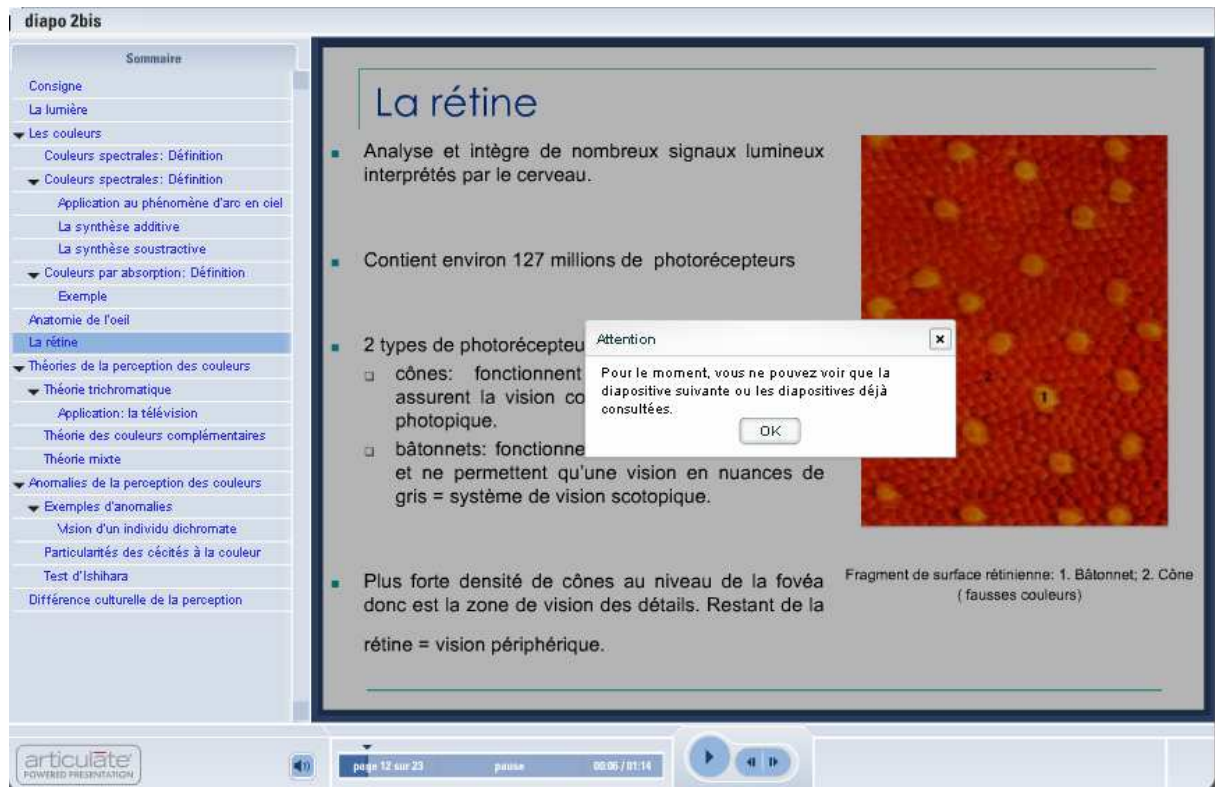 diapo 2bis
Sommaire
Consigne
La lumière
Les couleurs
Couleurs spectrales: Définition
Couleurs spectrales: Définition
Application au phénomène d'arc en ciel
La synthèse additive
La synthèse soustractive
Couleurs par absorption: Définition
Exemple
Anatomie de l'oeil
La rétine
Théories de la perception des couleurs
Théorie trichromatique
Application: la télévision
Théorie des couleurs complémentaires
Théorie mixte
Anomalies de la perception des couleurs
Exemples d'anomalies
Vision d'un individu dichromate
Particularités des cécités à la couleur
Test d'Ishihara
Différence culturelle de la perception
La rétine
Analyse et intègre de nombreux signaux lumineux
interprétés par le cerveau.
Contient environ 127 millions de photorécepteurs
2 types de photorécepteu
cônes: fonctionnent
assurent la vision co
photopique.
bâtonnets: fonctionne
et ne permettent qu'une vision en nuances de
gris = système de vision scotopique.
Plus forte densité de cônes au niveau de la fovéa
donc est la zone de vision des détails. Restant de la
rétine = vision périphérique.
Attention
Pour le moment, vous ne pouvez voir que la
diapositive suivante ou les diapositives déjà
consultées.
OK
2
1
Fragment de surface rétinienne: 1. Bâtonnet; 2. Cône
( fausses couleurs)
articulate
POWERED PRESENTATION
page 12 sur 23 pause 00:06 / 01:14